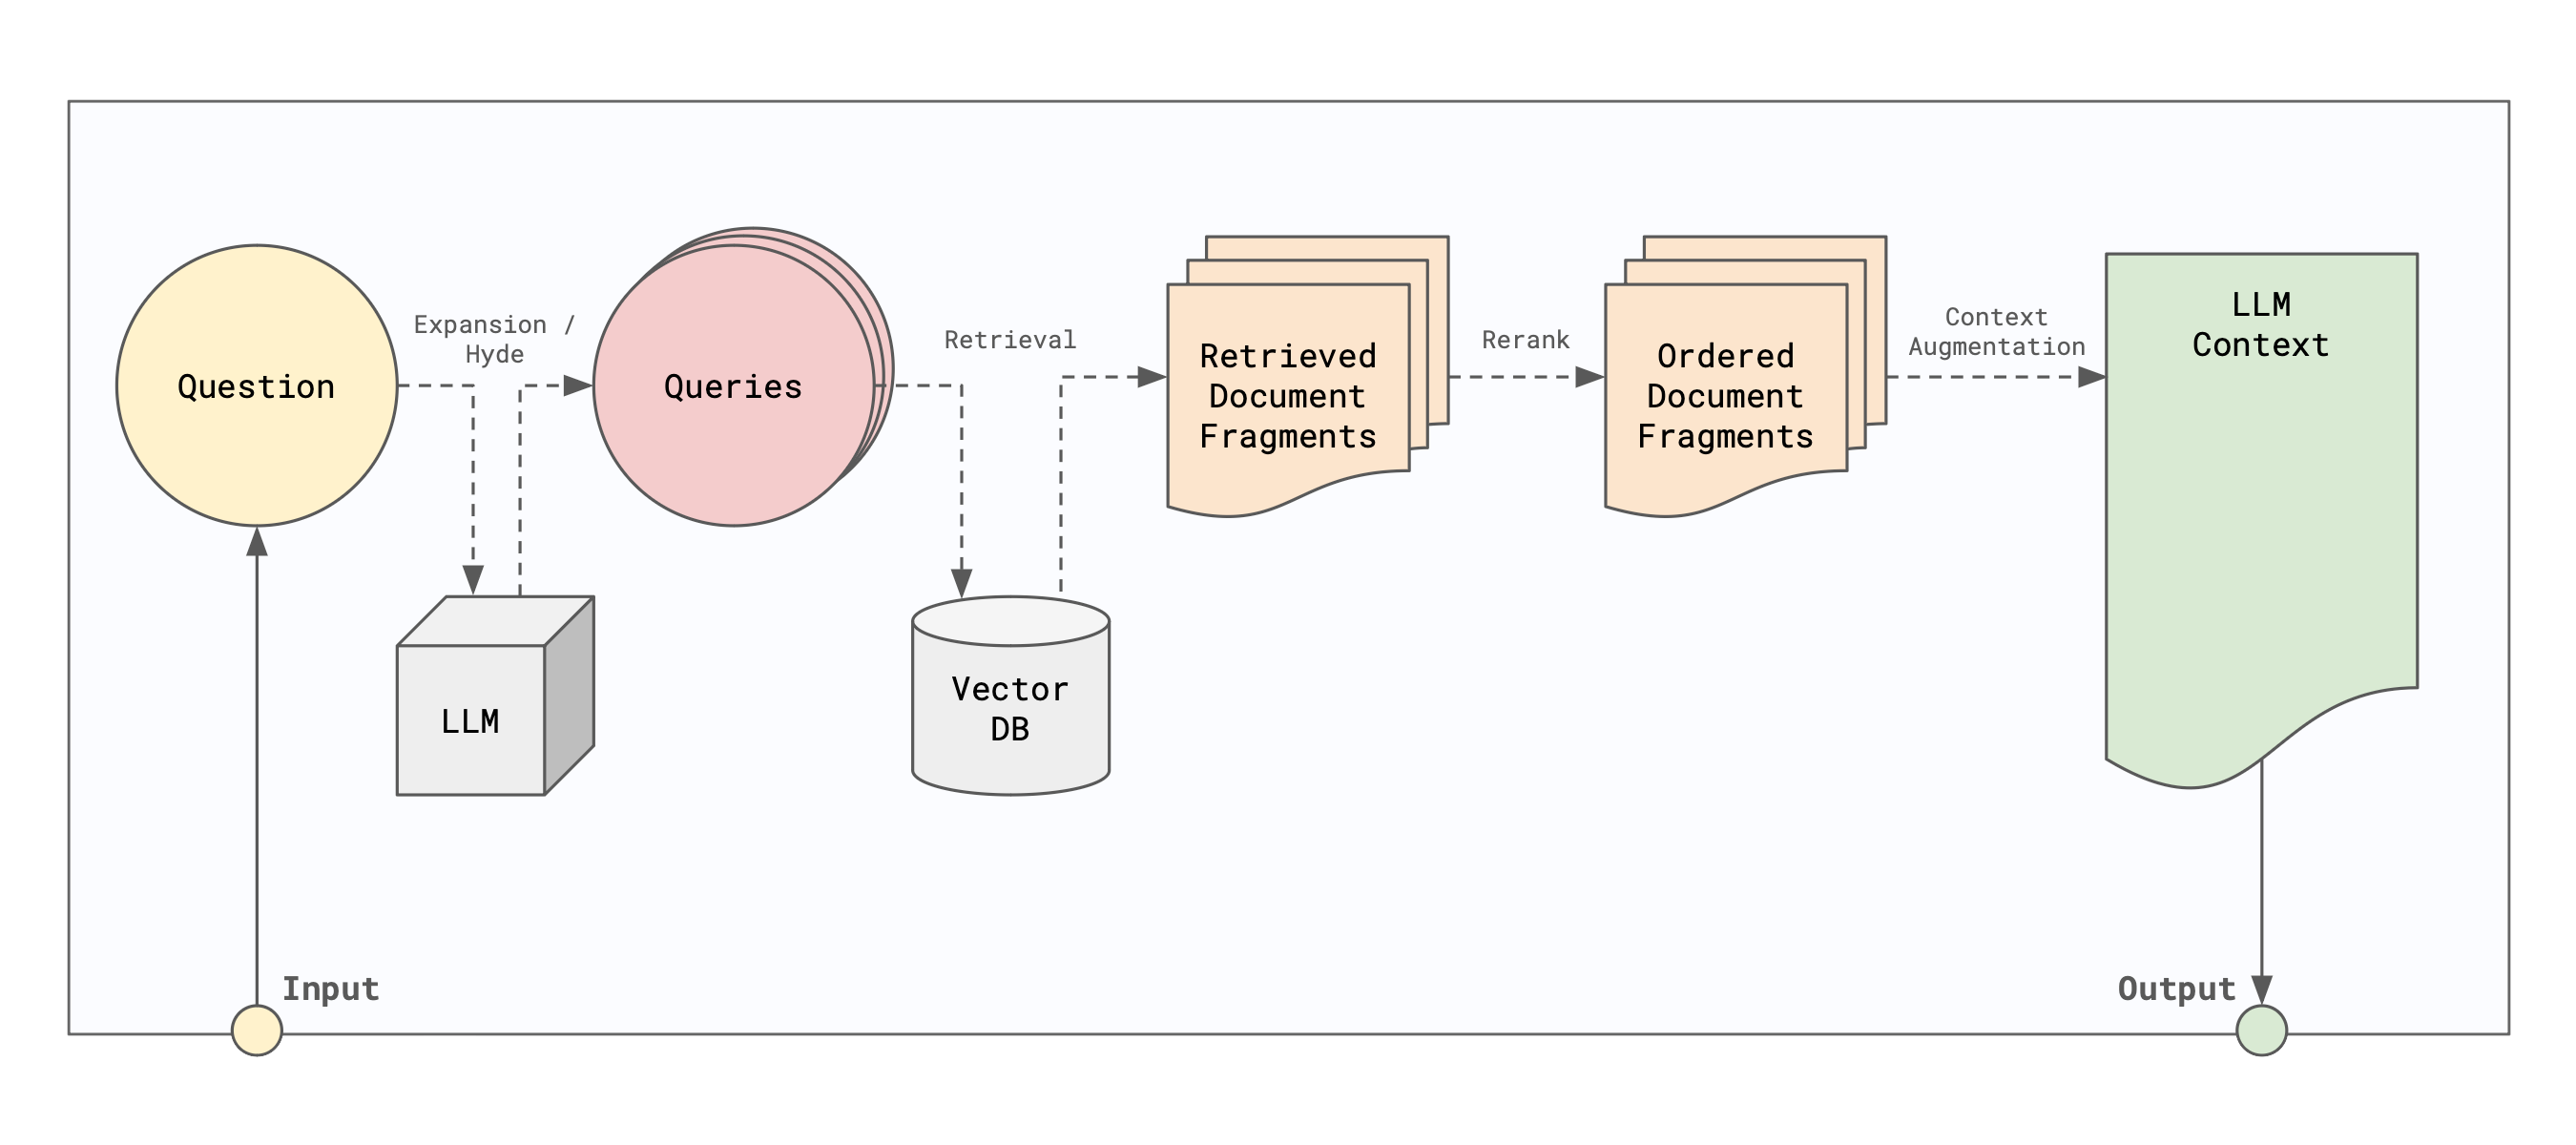 Question
Expansion /
Hyde
LLM
Queries
Retrieval
Vector
DB
Retrieved
Document
Fragments
Rerank
Ordered
Document
Fragments
Context
Augmentation
LLM
Context
Input
Output